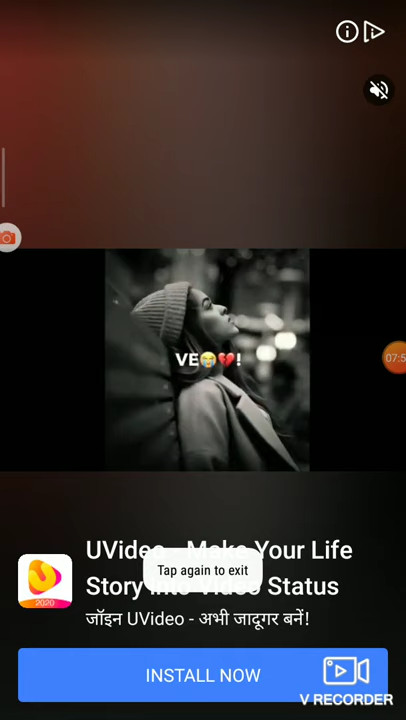 VE😭💔!
07:5
UVideo - Make Your Life
Story Into Video Status
Tap again to exit
2020
जॉइन UVideo - अभी जादूगर बनें!
INSTALL NOW
V RECORDER